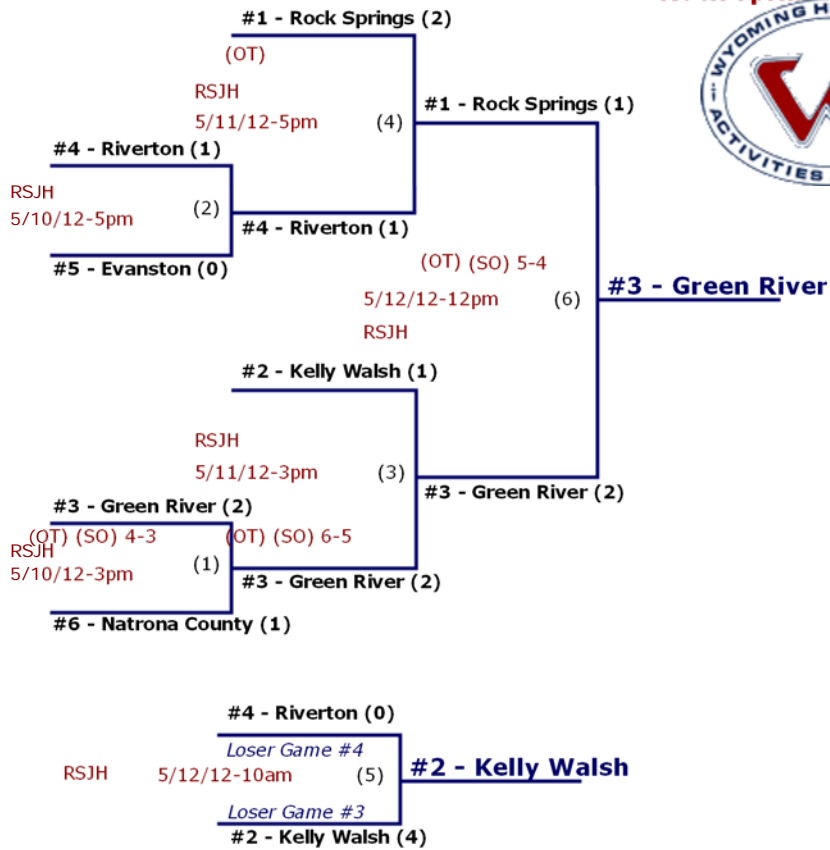 #1 - Rock Springs (2)
(OT)
RSJH
5/11/12-5pm
(4)
#1 - Rock Springs (1)
#4 - Riverton (1)
RSJH
5/10/12-5pm
(2)
#4 - Riverton (1)
#5 - Evanston (0)
(OT) (SO) 5-4
5/12/12-12pm
(6)
#3 - Green River
RSJH
#2 - Kelly Walsh (1)
RSJH
5/11/12-3pm
(3)
#3 - Green River (2)
#3 - Green River (2)
(OT) (SO) 4-3
(OT) (SO) 6-5
RSJH
5/10/12-3pm
(1)
#3 - Green River (2)
#6 - Natrona County (1)
#4 - Riverton (0)
Loser Game #4
RSJH
5/12/12-10am
(5)
#2 - Kelly Walsh
Loser Game #3
#2 - Kelly Walsh (4)
WYOMING H
ACTIVITIES